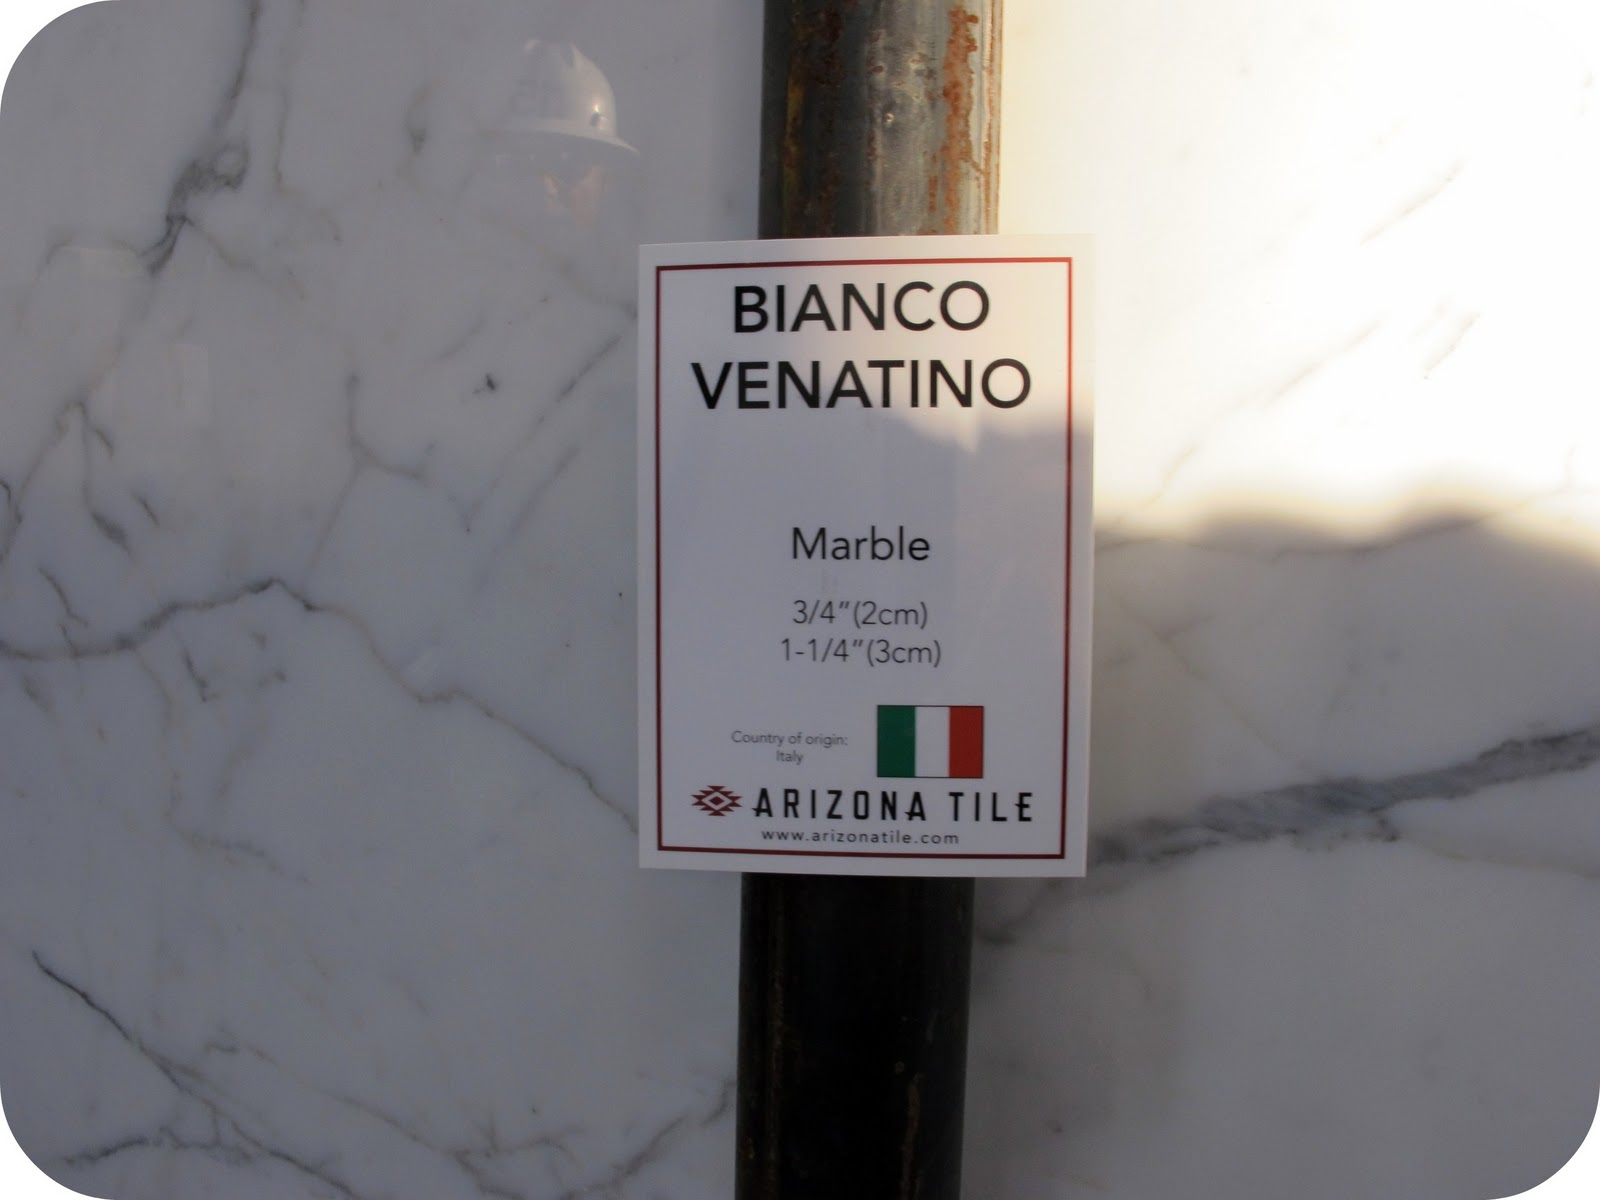 BIANCO
VENATINO
Marble
3/4"(2cm)
1-1/4"(3cm)
Country of origin:
Italy
ARIZONA TILE
www.arizonatile.com